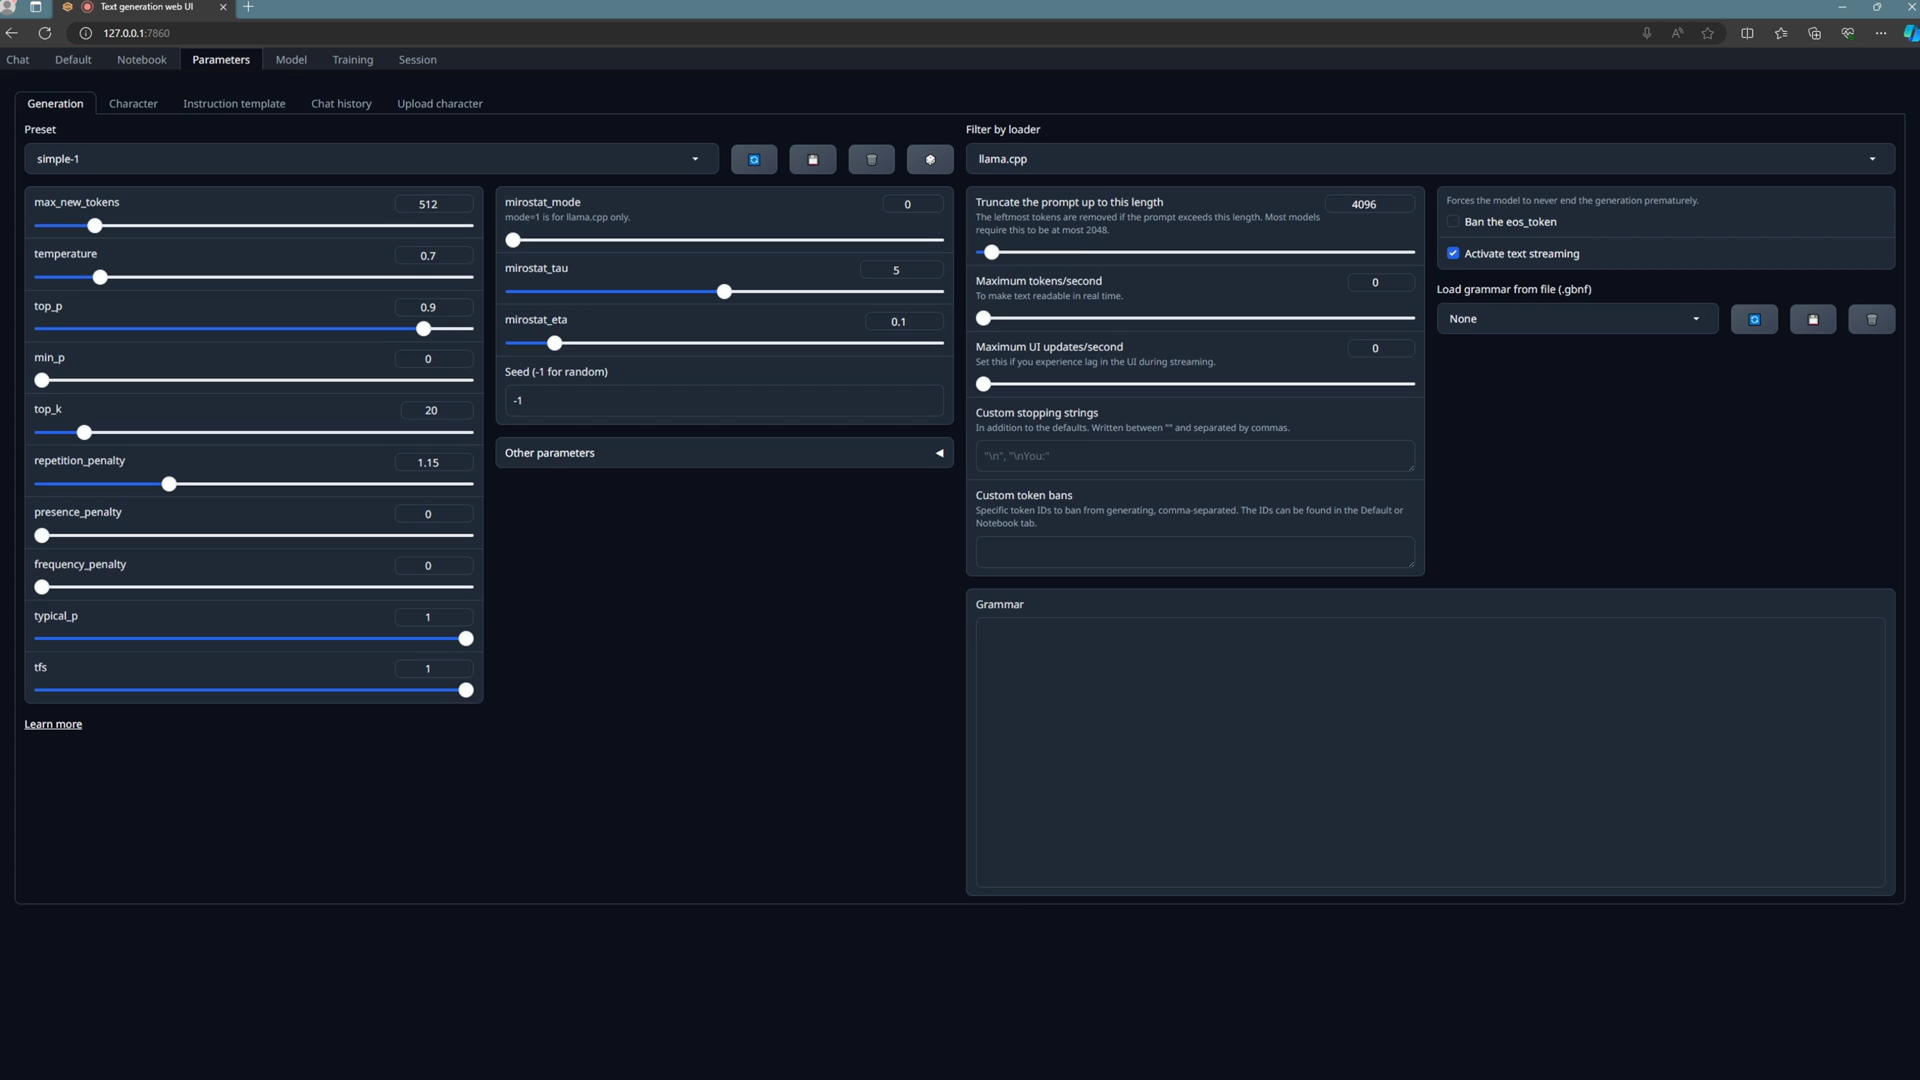 Text generation web UI
127.0.0.1:7860
Chat
Default
Notebook
Parameters
Model
Training
Session
Generation
Character
Instruction template
Chat history
Upload character
Preset
simple-1
max_new_tokens
512
temperature
0.7
top_p
0.9
min_p
0
top_k
20
repetition_penalty
1.15
presence_penalty
0
frequency_penalty
0
typical_p
1
tfs
1
Learn more
mirostat_mode
0
mode=1 is for llama.cpp only.
mirostat_tau
5
mirostat_eta
0.1
Seed (-1 for random)
-1
Other parameters
Filter by loader
llama.cpp
Truncate the prompt up to this length
4096
The leftmost tokens are removed if the prompt exceeds this length. Most models
require this to be at most 2048.
Maximum tokens/second
0
To make text readable in real time.
Maximum UI updates/second
0
Set this if you experience lag in the UI during streaming.
Custom stopping strings
In addition to the defaults. Written between "" and separated by commas.
"\n", "\nYou:"
Custom token bans
Specific token IDs to ban from generating, comma-separated. The IDs can be found in the Default or
Notebook tab.
Forces the model to never end the generation prematurely.
Ban the eos_token
Activate text streaming
Load grammar from file (.gbnf)
None
Grammar